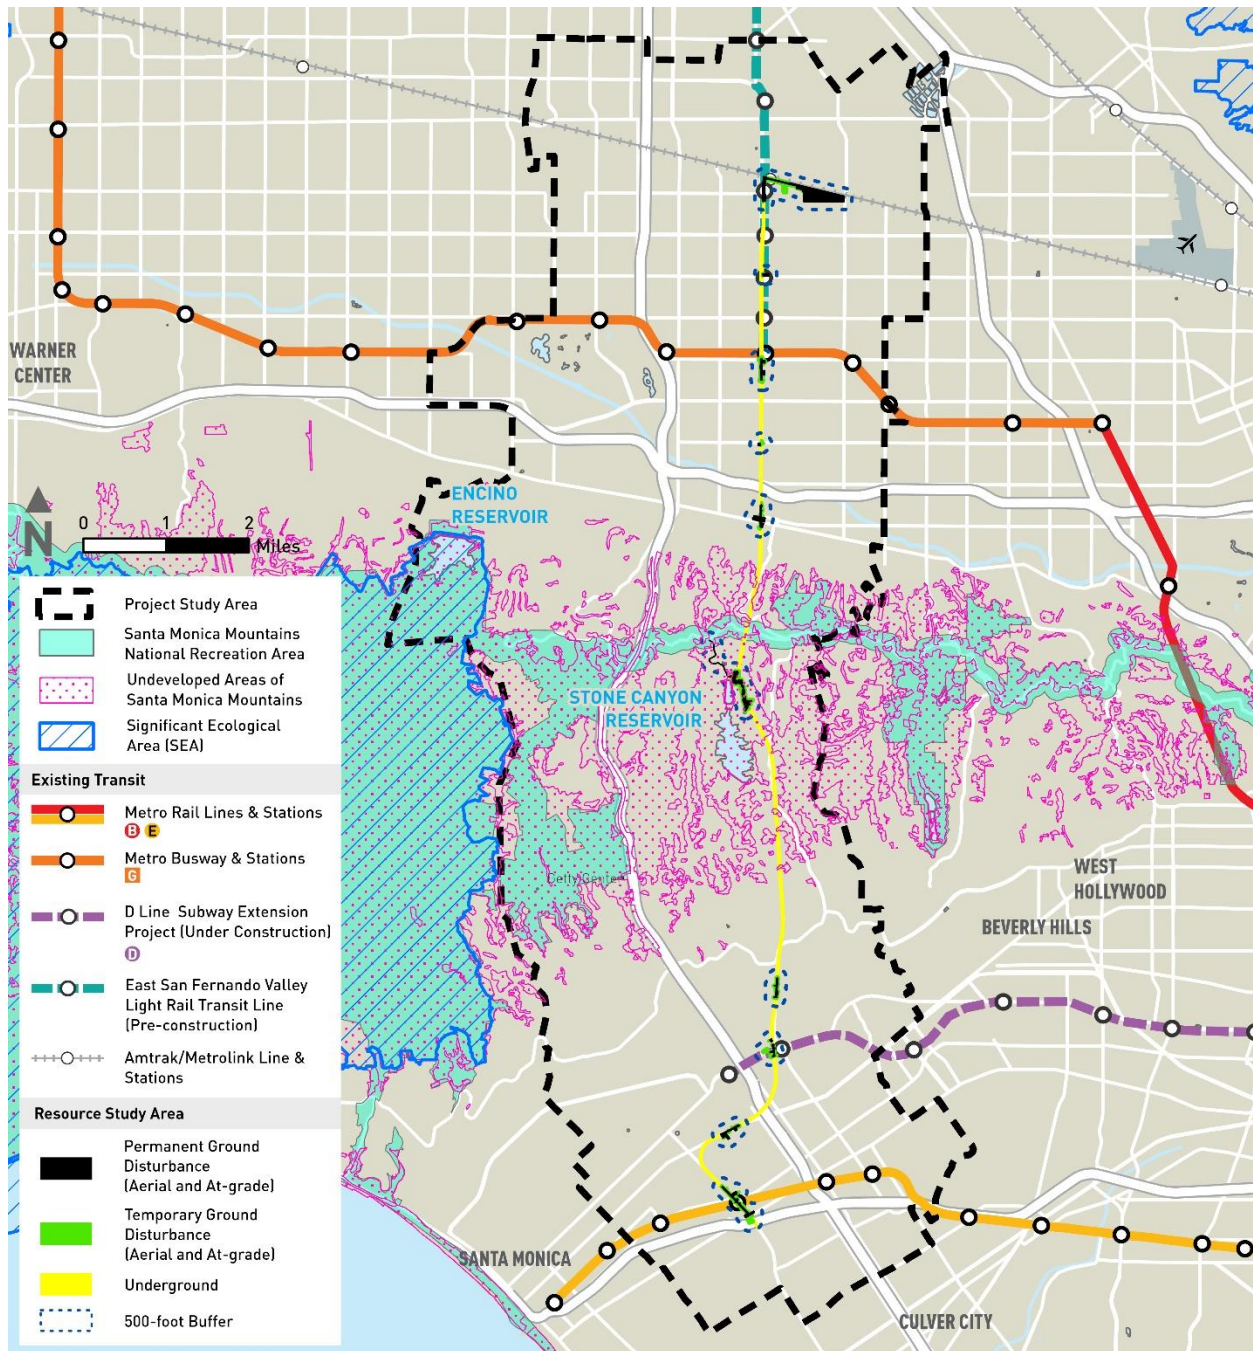 WARNER
CENTER
ENCINO
RESERVOIR
N
0 1 2
Miles
STONE CANYON
RESERVOIR
Getty Center
WEST
HOLLYWOOD
BEVERLY HILLS
SANTA MONICA
CULVER CITY
Project Study Area
Santa Monica Mountains
National Recreation Area
Undeveloped Areas of
Santa Monica Mountains
Significant Ecological
Area (SEA)
Existing Transit
Metro Rail Lines & Stations
B E
Metro Busway & Stations
G
D Line Subway Extension
Project (Under Construction)
D
East San Fernando Valley
Light Rail Transit Line
(Pre-construction)
Amtrak/Metrolink Line &
Stations
Resource Study Area
Permanent Ground
Disturbance
(Aerial and At-grade)
Temporary Ground
Disturbance
(Aerial and At-grade)
Underground
500-foot Buffer